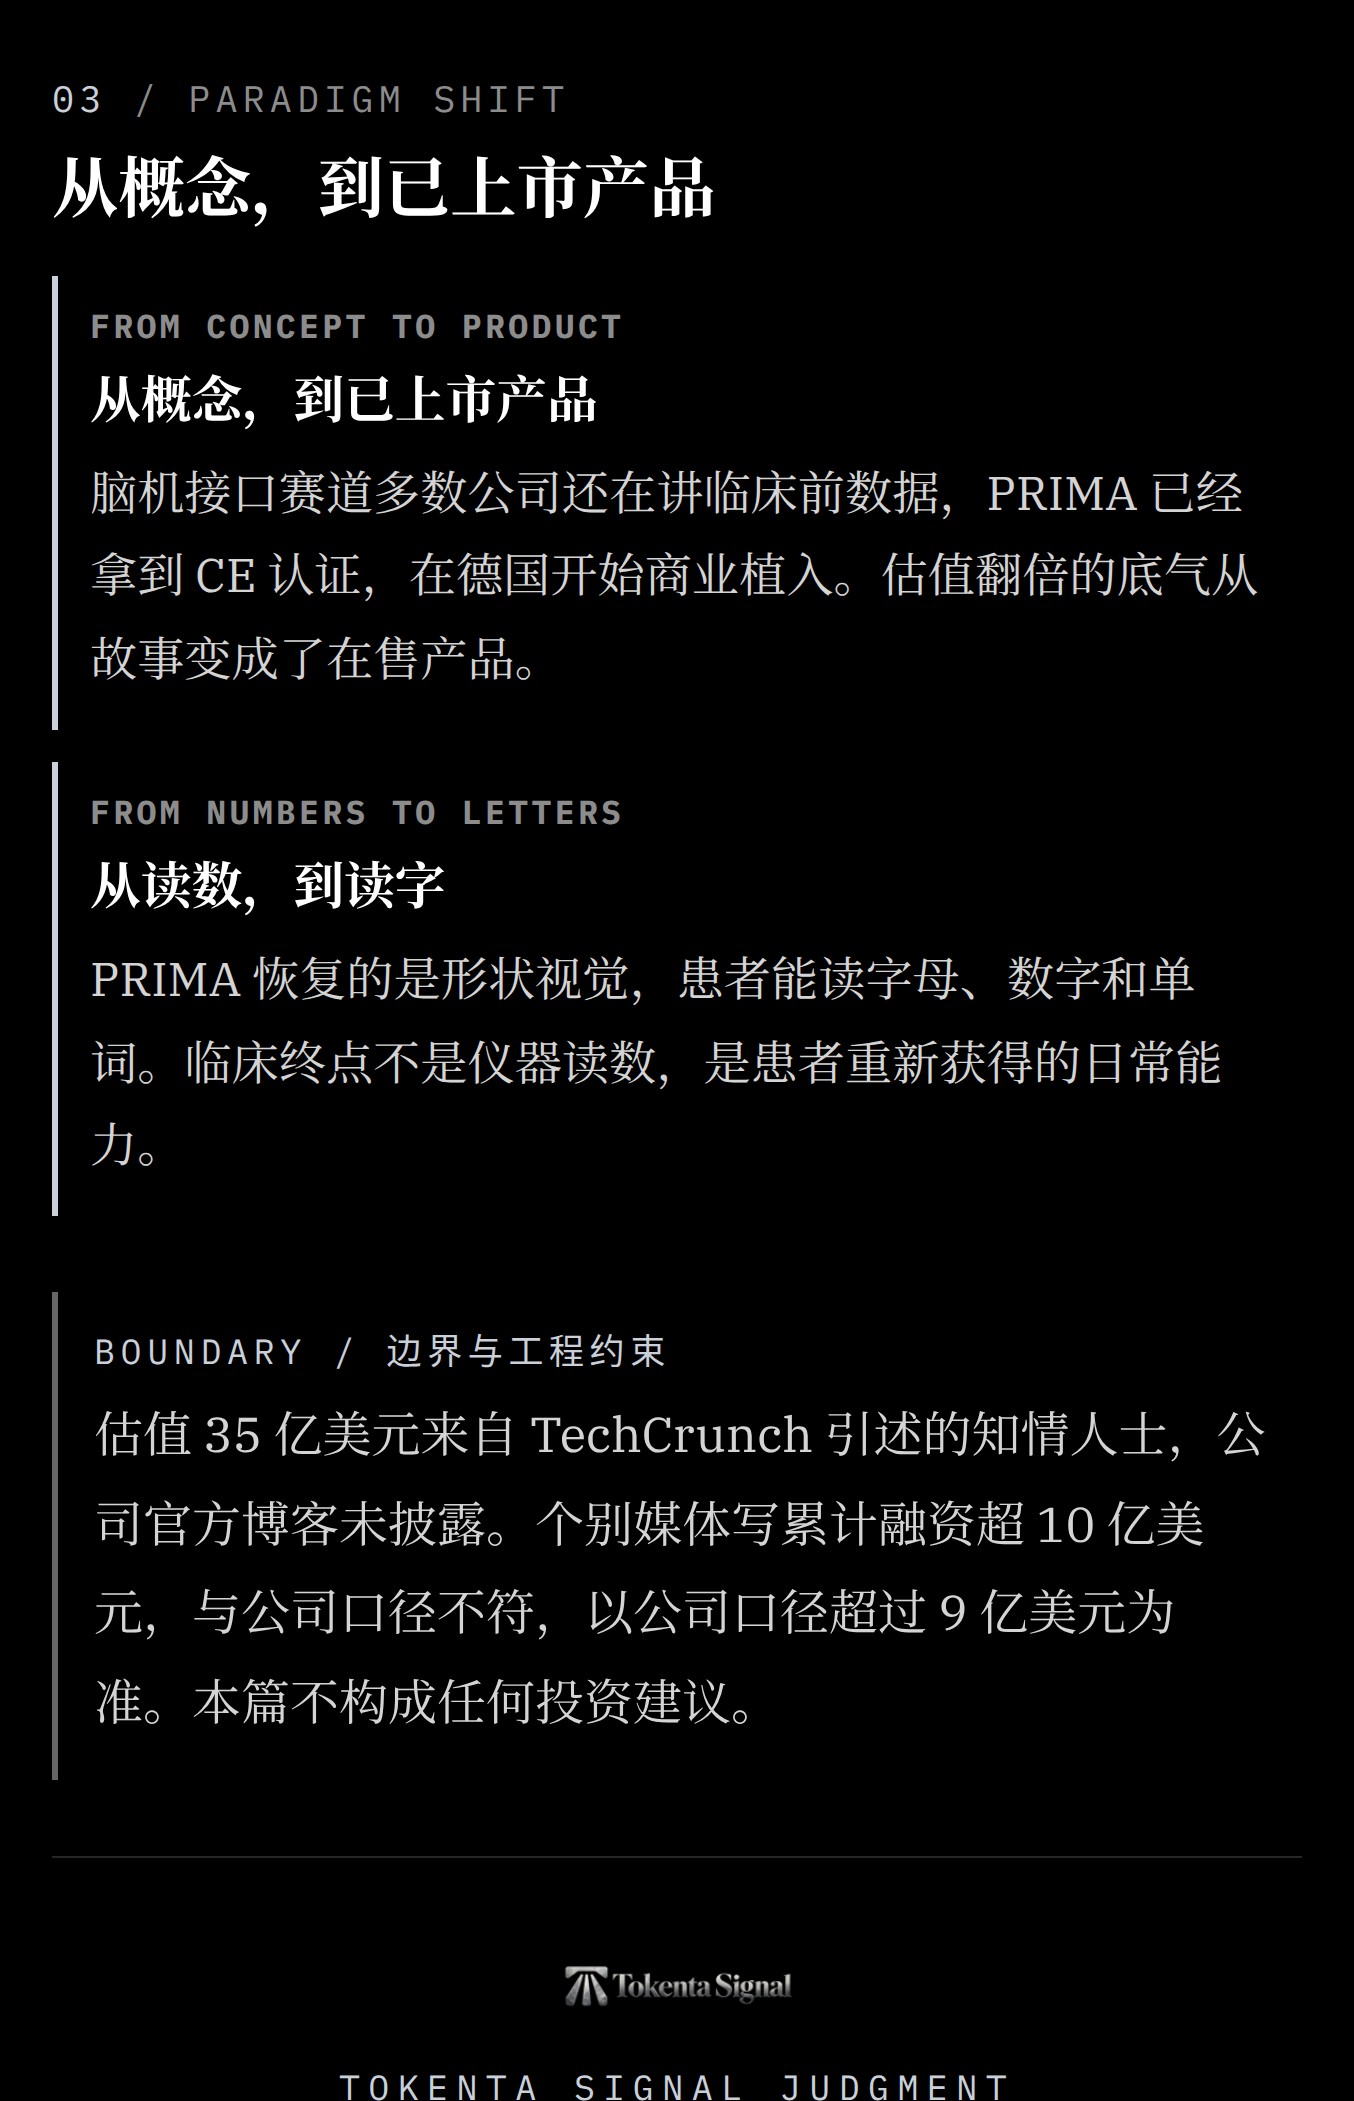 03 / PARADIGM SHIFT
从概念，到已上市产品
FROM CONCEPT TO PRODUCT
从概念，到已上市产品
脑机接口赛道多数公司还在讲临床前数据，PRIMA 已经
拿到 CE 认证，在德国开始商业植入。估值翻倍的底气从
故事变成了在售产品。
FROM NUMBERS TO LETTERS
从读数，到读字
PRIMA 恢复的是形状视觉，患者能读字母、数字和单
词。临床终点不是仪器读数，是患者重新获得的日常能
力。
BOUNDARY / 边界与工程约束
估值 35 亿美元来自 TechCrunch 引述的知情人士，公
司官方博客未披露。个别媒体写累计融资超 10 亿美
元，与公司口径不符，以公司口径超过 9 亿美元为
准。本篇不构成任何投资建议。
Tokenta Signal
TOKENTA SIGNAL JUDGMENT